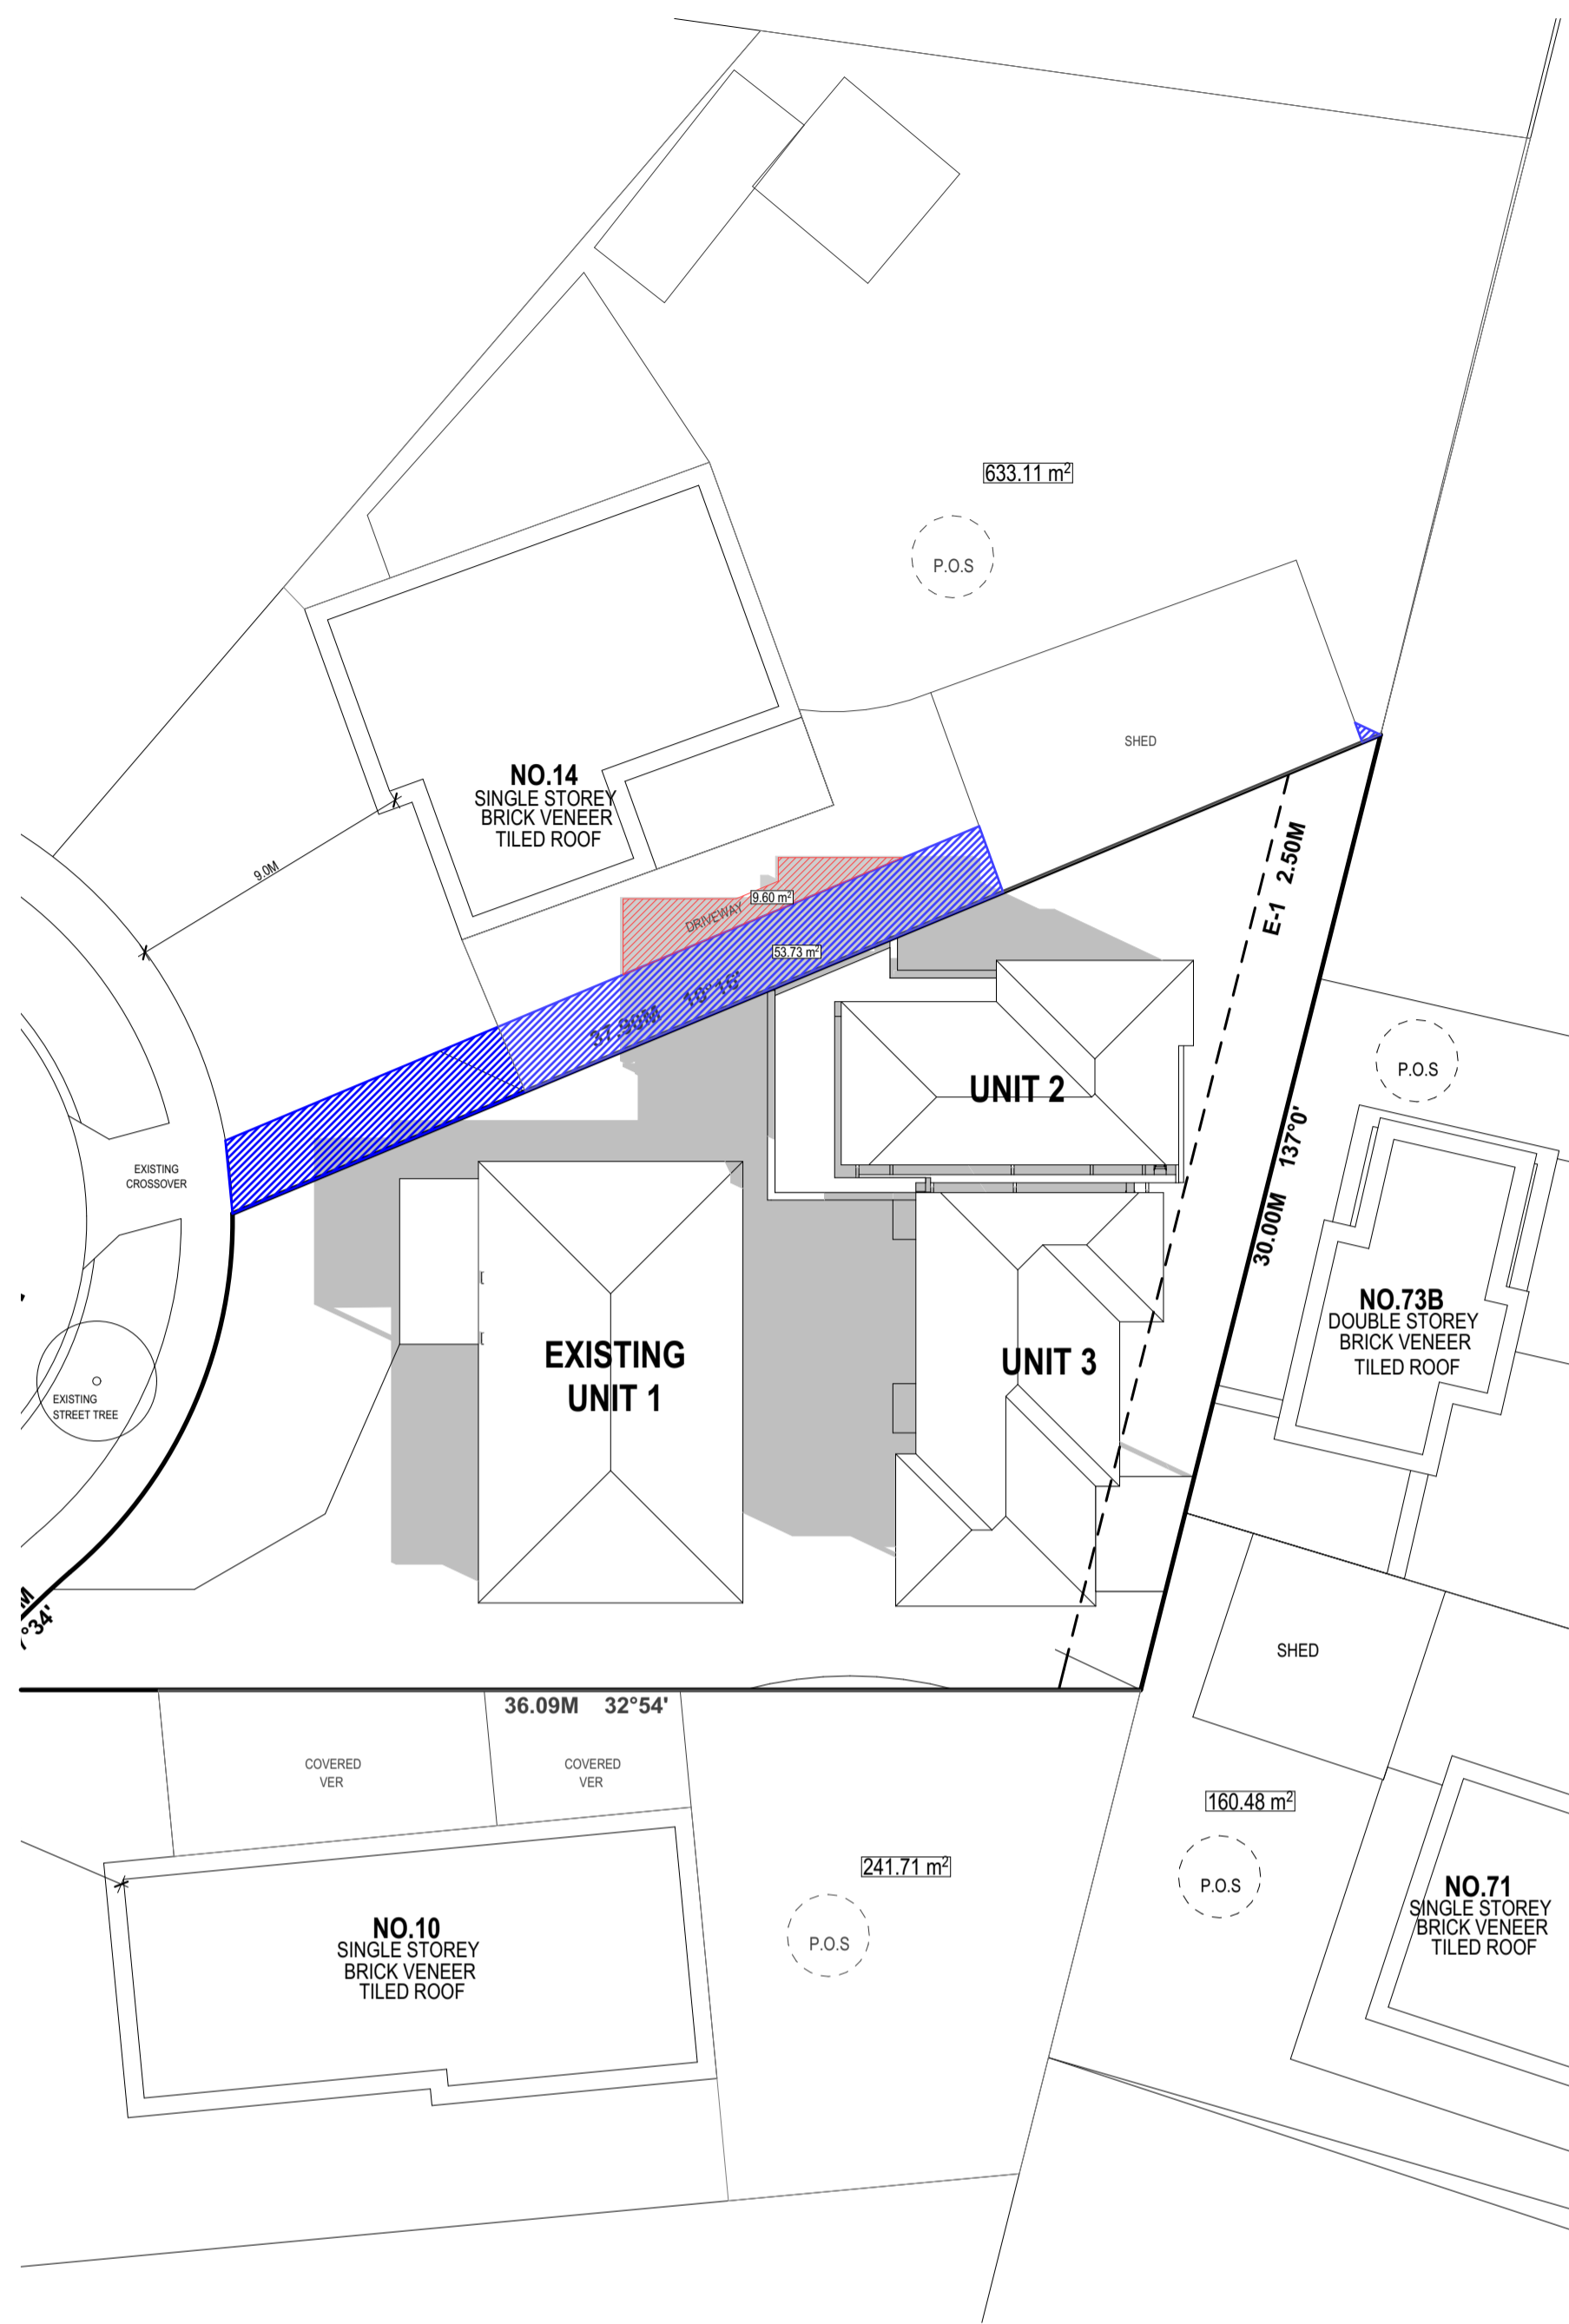 633.11 m²
P.O.S
SHED
NO.14
SINGLE STOREY
BRICK VENEER
TILED ROOF
9.0M
9.60 m²
DRIVEWAY
53.73 m²
37.90M 10°16'
E-1 2.50M
P.O.S
UNIT 2
30.00M 137°0'
EXISTING
CROSSOVER
NO.73B
DOUBLE STOREY
BRICK VENEER
TILED ROOF
EXISTING
UNIT 1
UNIT 3
EXISTING
STREET TREE
M
°34'
SHED
36.09M 32°54'
COVERED
VER
COVERED
VER
160.48 m²
241.71 m²
P.O.S
NO.71
SINGLE STOREY
BRICK VENEER
TILED ROOF
NO.10
SINGLE STOREY
BRICK VENEER
TILED ROOF
P.O.S